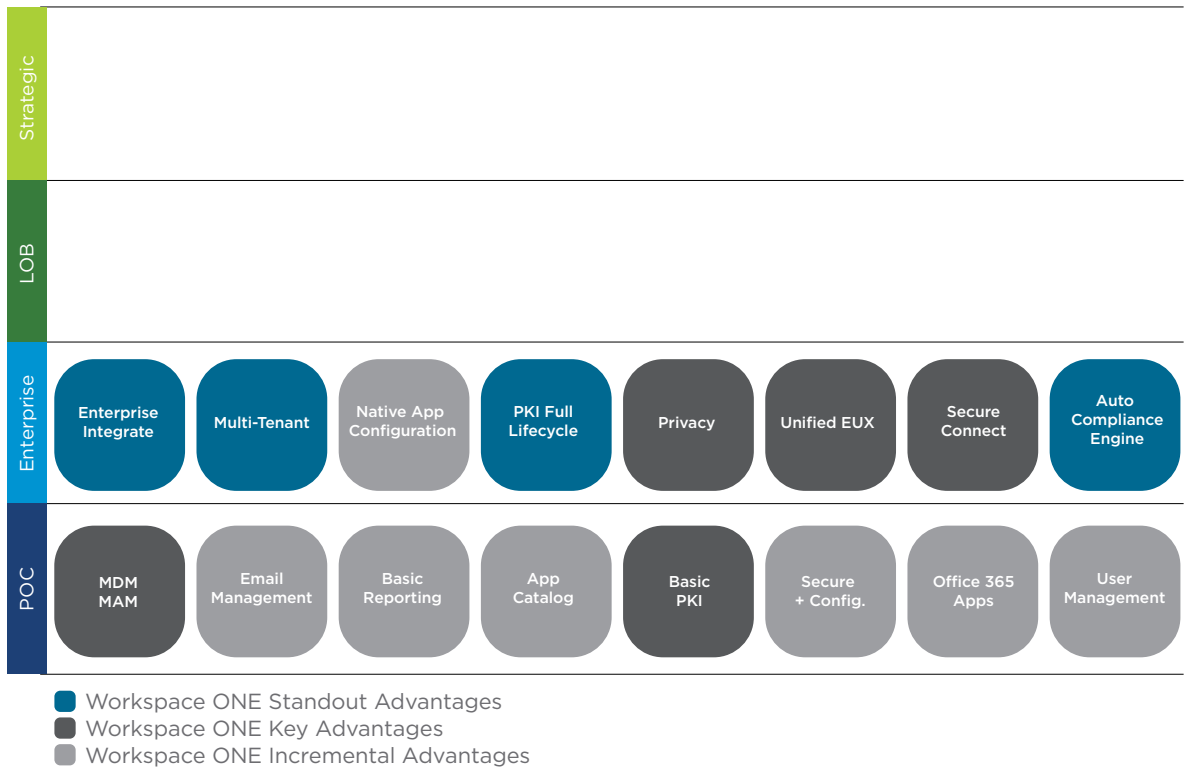 Strategic
LOB
Enterprise
Enterprise
Integrate
Multi-Tenant
Native App
Configuration
PKI Full
Lifecycle
Privacy
Unified EUX
Secure
Connect
Auto
Compliance
Engine
POC
MDM
MAM
Email
Management
Basic
Reporting
App
Catalog
Basic
PKI
Secure
+ Config.
Office 365
Apps
User
Management
Workspace ONE Standout Advantages
Workspace ONE Key Advantages
Workspace ONE Incremental Advantages